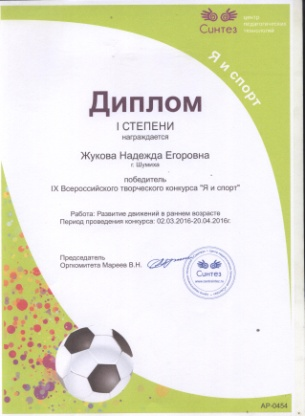 Синтез
центр
педагогических
технологий
Я и спорт
Диплом
I СТЕПЕНИ
награждается
Жукова Надежда Егоровна
г. Шумиха
победитель
IX Всероссийского творческого конкурса "Я и спорт"
Работа: Развитие движений в раннем возрасте
Период проведения конкурса: 02.03.2016-20.04.2016г.
Председатель
Оргкомитета Мареев В.Н.
Синтез
АР-0454